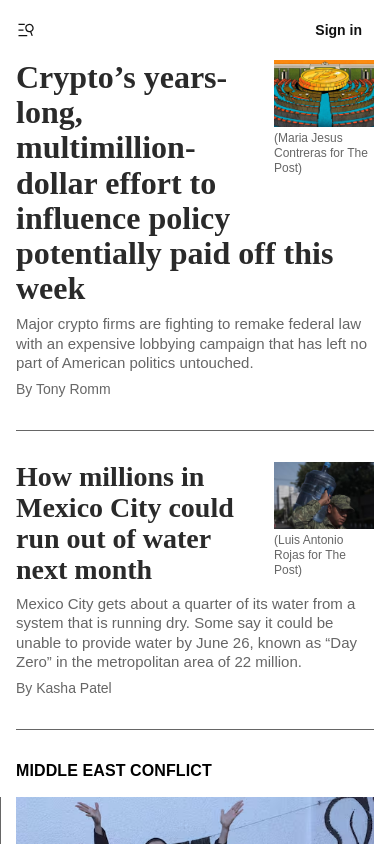 Sign in
Crypto’s years-
long,
multimillion-
dollar effort to
influence policy
potentially paid off this
week
(Maria Jesus
Contreras for The
Post)
Major crypto firms are fighting to remake federal law
with an expensive lobbying campaign that has left no
part of American politics untouched.
By Tony Romm
How millions in
Mexico City could
run out of water
next month
(Luis Antonio
Rojas for The
Post)
Mexico City gets about a quarter of its water from a
system that is running dry. Some say it could be
unable to provide water by June 26, known as “Day
Zero” in the metropolitan area of 22 million.
By Kasha Patel
MIDDLE EAST CONFLICT